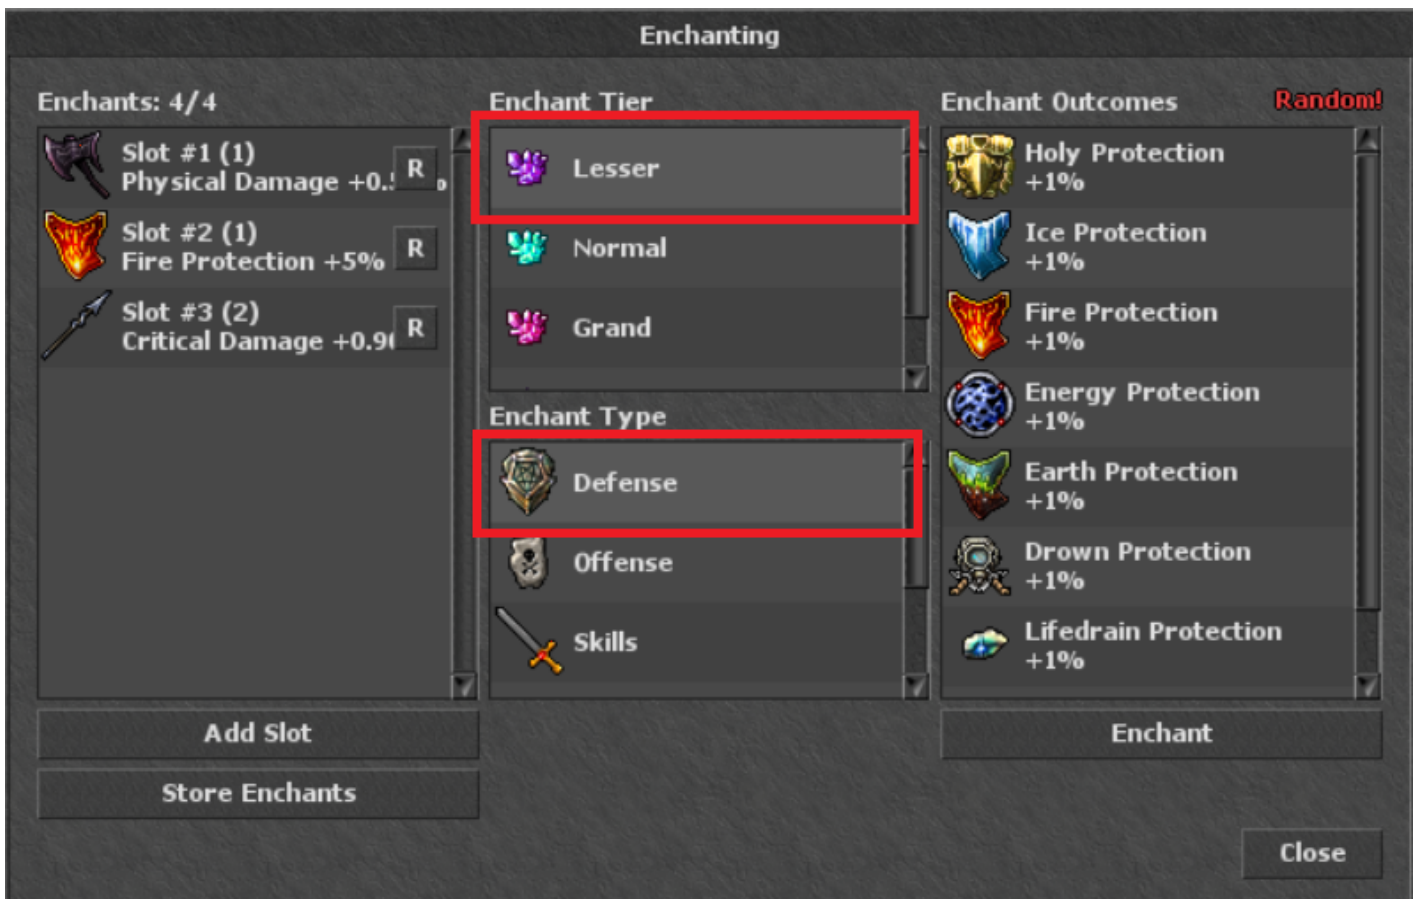 Enchanting
Enchants: 4/4
Slot #1 (1)
Physical Damage
R
Slot #2 (1)
Fire Protection +5%
R
Slot #3 (2)
Critical Damage
R
Add Slot
Store Enchants
Enchant Tier
Lesser
Normal
Grand
Enchant Type
Defense
Offense
Skills
Enchant Outcomes
Random!
Holy Protection
+1%
Ice Protection
+1%
Fire Protection
+1%
Energy Protection
+1%
Earth Protection
+1%
Drown Protection
+1%
Lifedrain Protection
+1%
Enchant
Close